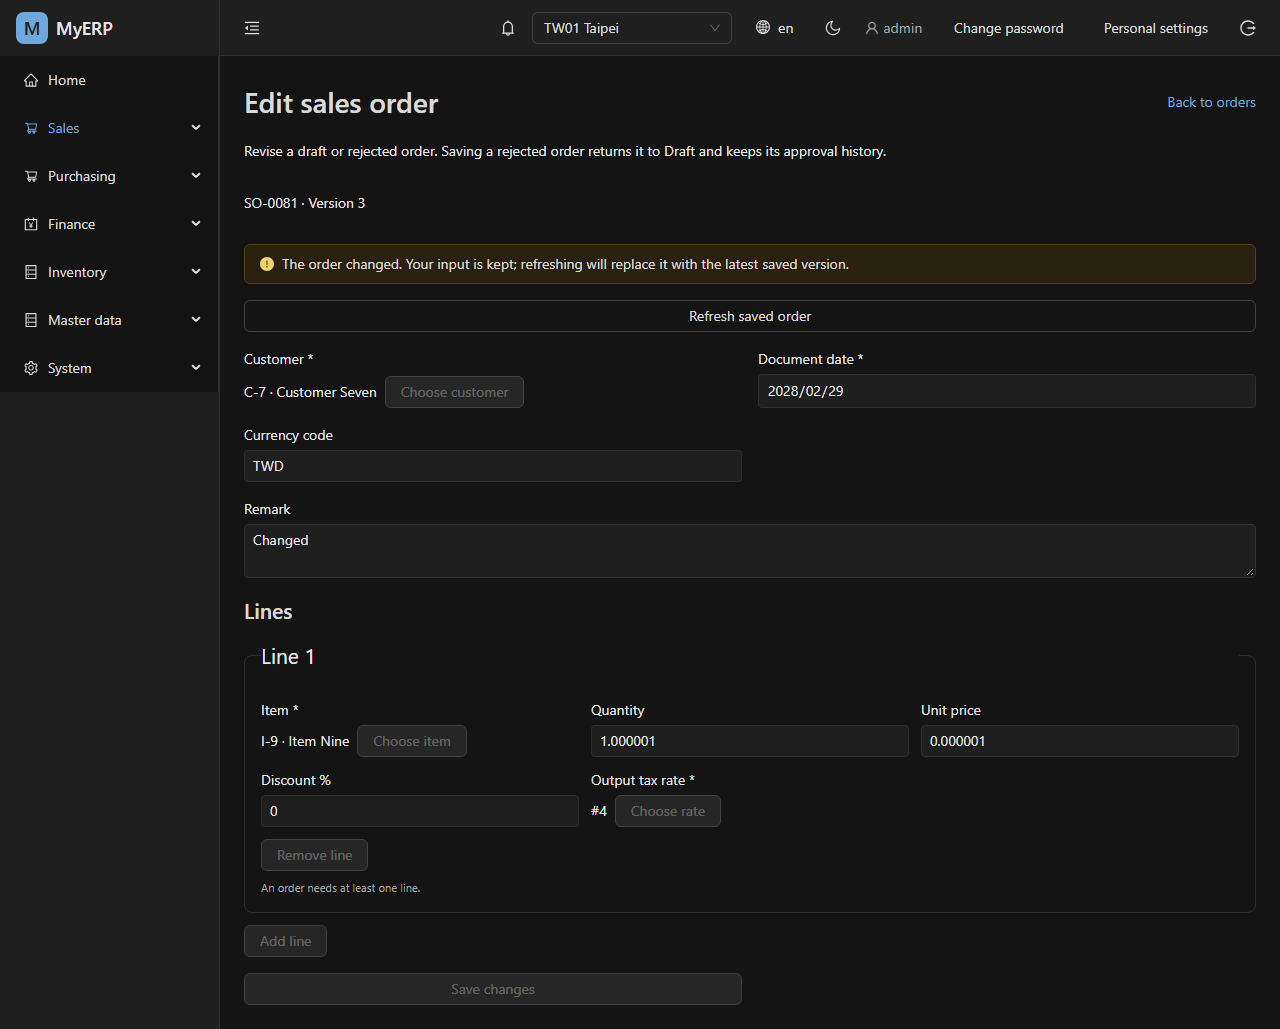 MyERP
TW01 Taipei
en
admin
Change password
Personal settings
Home
Sales
Purchasing
Finance
Inventory
Master data
System
Edit sales order
Back to orders
Revise a draft or rejected order. Saving a rejected order returns it to Draft and keeps its approval history.
SO-0081 · Version 3
The order changed. Your input is kept; refreshing will replace it with the latest saved version.
Refresh saved order
Customer *
Document date *
C-7 · Customer Seven
Choose customer
2028/02/29
Currency code
TWD
Remark
Changed
Lines
Line 1
Item *
Quantity
Unit price
I-9 · Item Nine
Choose item
1.000001
0.000001
Discount %
Output tax rate *
0
#4
Choose rate
Remove line
An order needs at least one line.
Add line
Save changes